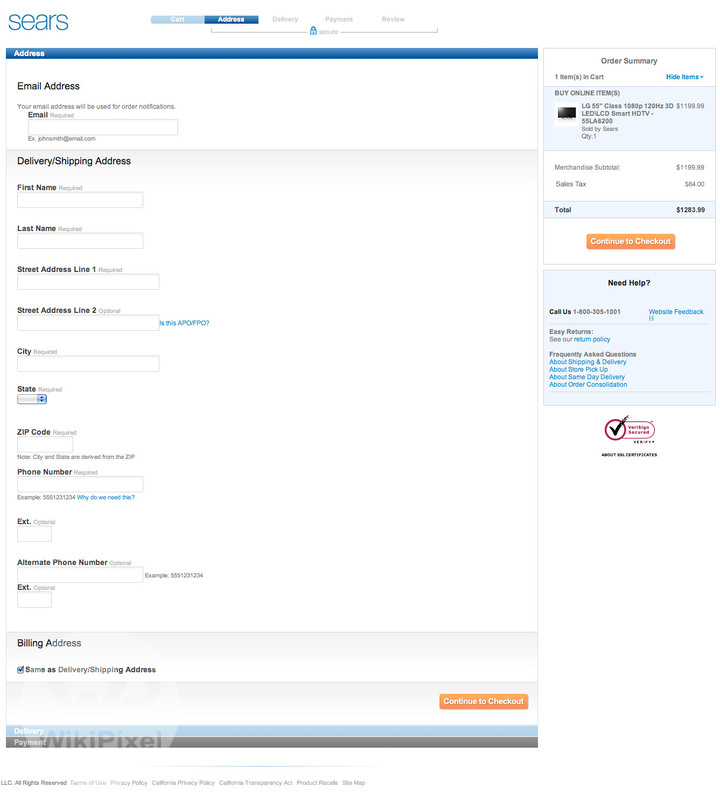 sears
Cart Address Delivery Payment Review
secure
Address
Email Address
Your email address will be used for order notifications.
Email Required
Ex. johnsmith@email.com
Delivery/Shipping Address
First Name Required
Last Name Required
Street Address Line 1 Required
Street Address Line 2 Optional
Is this APO/FPO?
City Required
State Required
ZIP Code Required
Note: City and State are derived from the ZIP
Phone Number Required
Example: 5551231234 Why do we need this?
Ext. Optional
Alternate Phone Number Optional
Example: 5551231234
Ext. Optional
Billing Address
Same as Delivery/Shipping Address
Continue to Checkout
Delivery
Payment
WikiPixel
Order Summary
1 Item(s) in Cart Hide Items
BUY ONLINE ITEM(S)
LG 55" Class 1080p 120Hz 3D $1199.99
LED\LCD Smart HDTV -
55LA6200
Sold by Sears
Qty.1
Merchandise Subtotal: $1199.99
Sales Tax $84.00
Total $1283.99
Continue to Checkout
Need Help?
Call Us 1-800-305-1001 Website Feedback
H
Easy Returns:
See our return policy
Frequently Asked Questions
About Shipping & Delivery
About Store Pick Up
About Same Day Delivery
About Order Consolidation
VeriSign
Secured
VERIFY
ABOUT SSL CERTIFICATES
LLC. All Rights Reserved Terms of Use Privacy Policy California Privacy Policy California Transparency Act Product Recalls Site Map